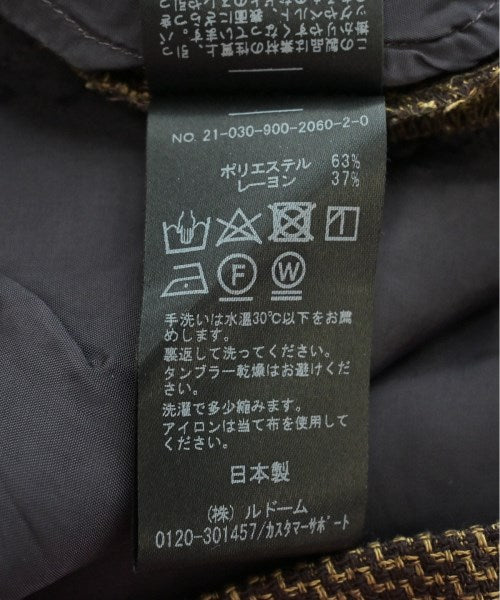 NO. 21-030-900-2060-2-0
ポリエステル 63%
レーヨン 37%
F W
手洗いは水温30℃以下をお薦
めします。
裏返して洗ってください。
タンブラー乾燥はお避けくだ
さい。
洗濯で多少縮みます。
アイロンは当て布を使用して
ください。
日本製
(株) ルドーム
0120-301457/カスタマーサポート